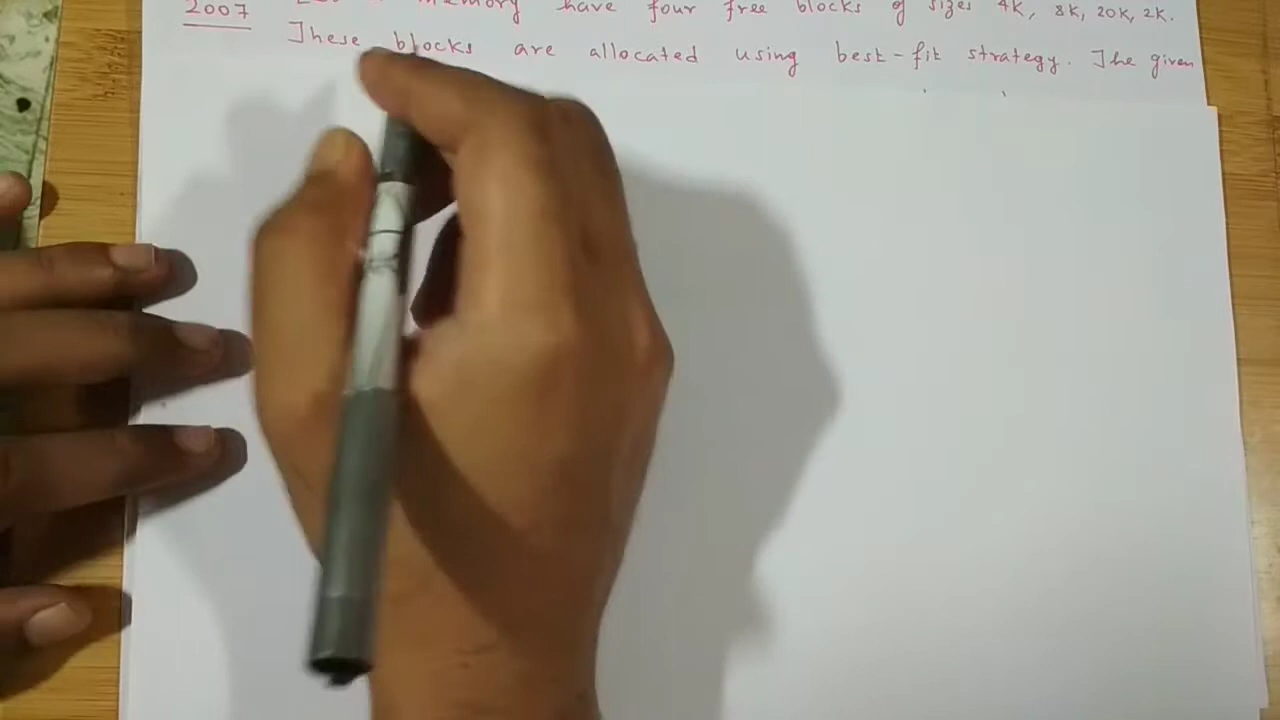 2007 memory have four free blocks of sizes 4k, 8k, 20k, 2k.
These blocks are allocated using best-fit strategy. The given